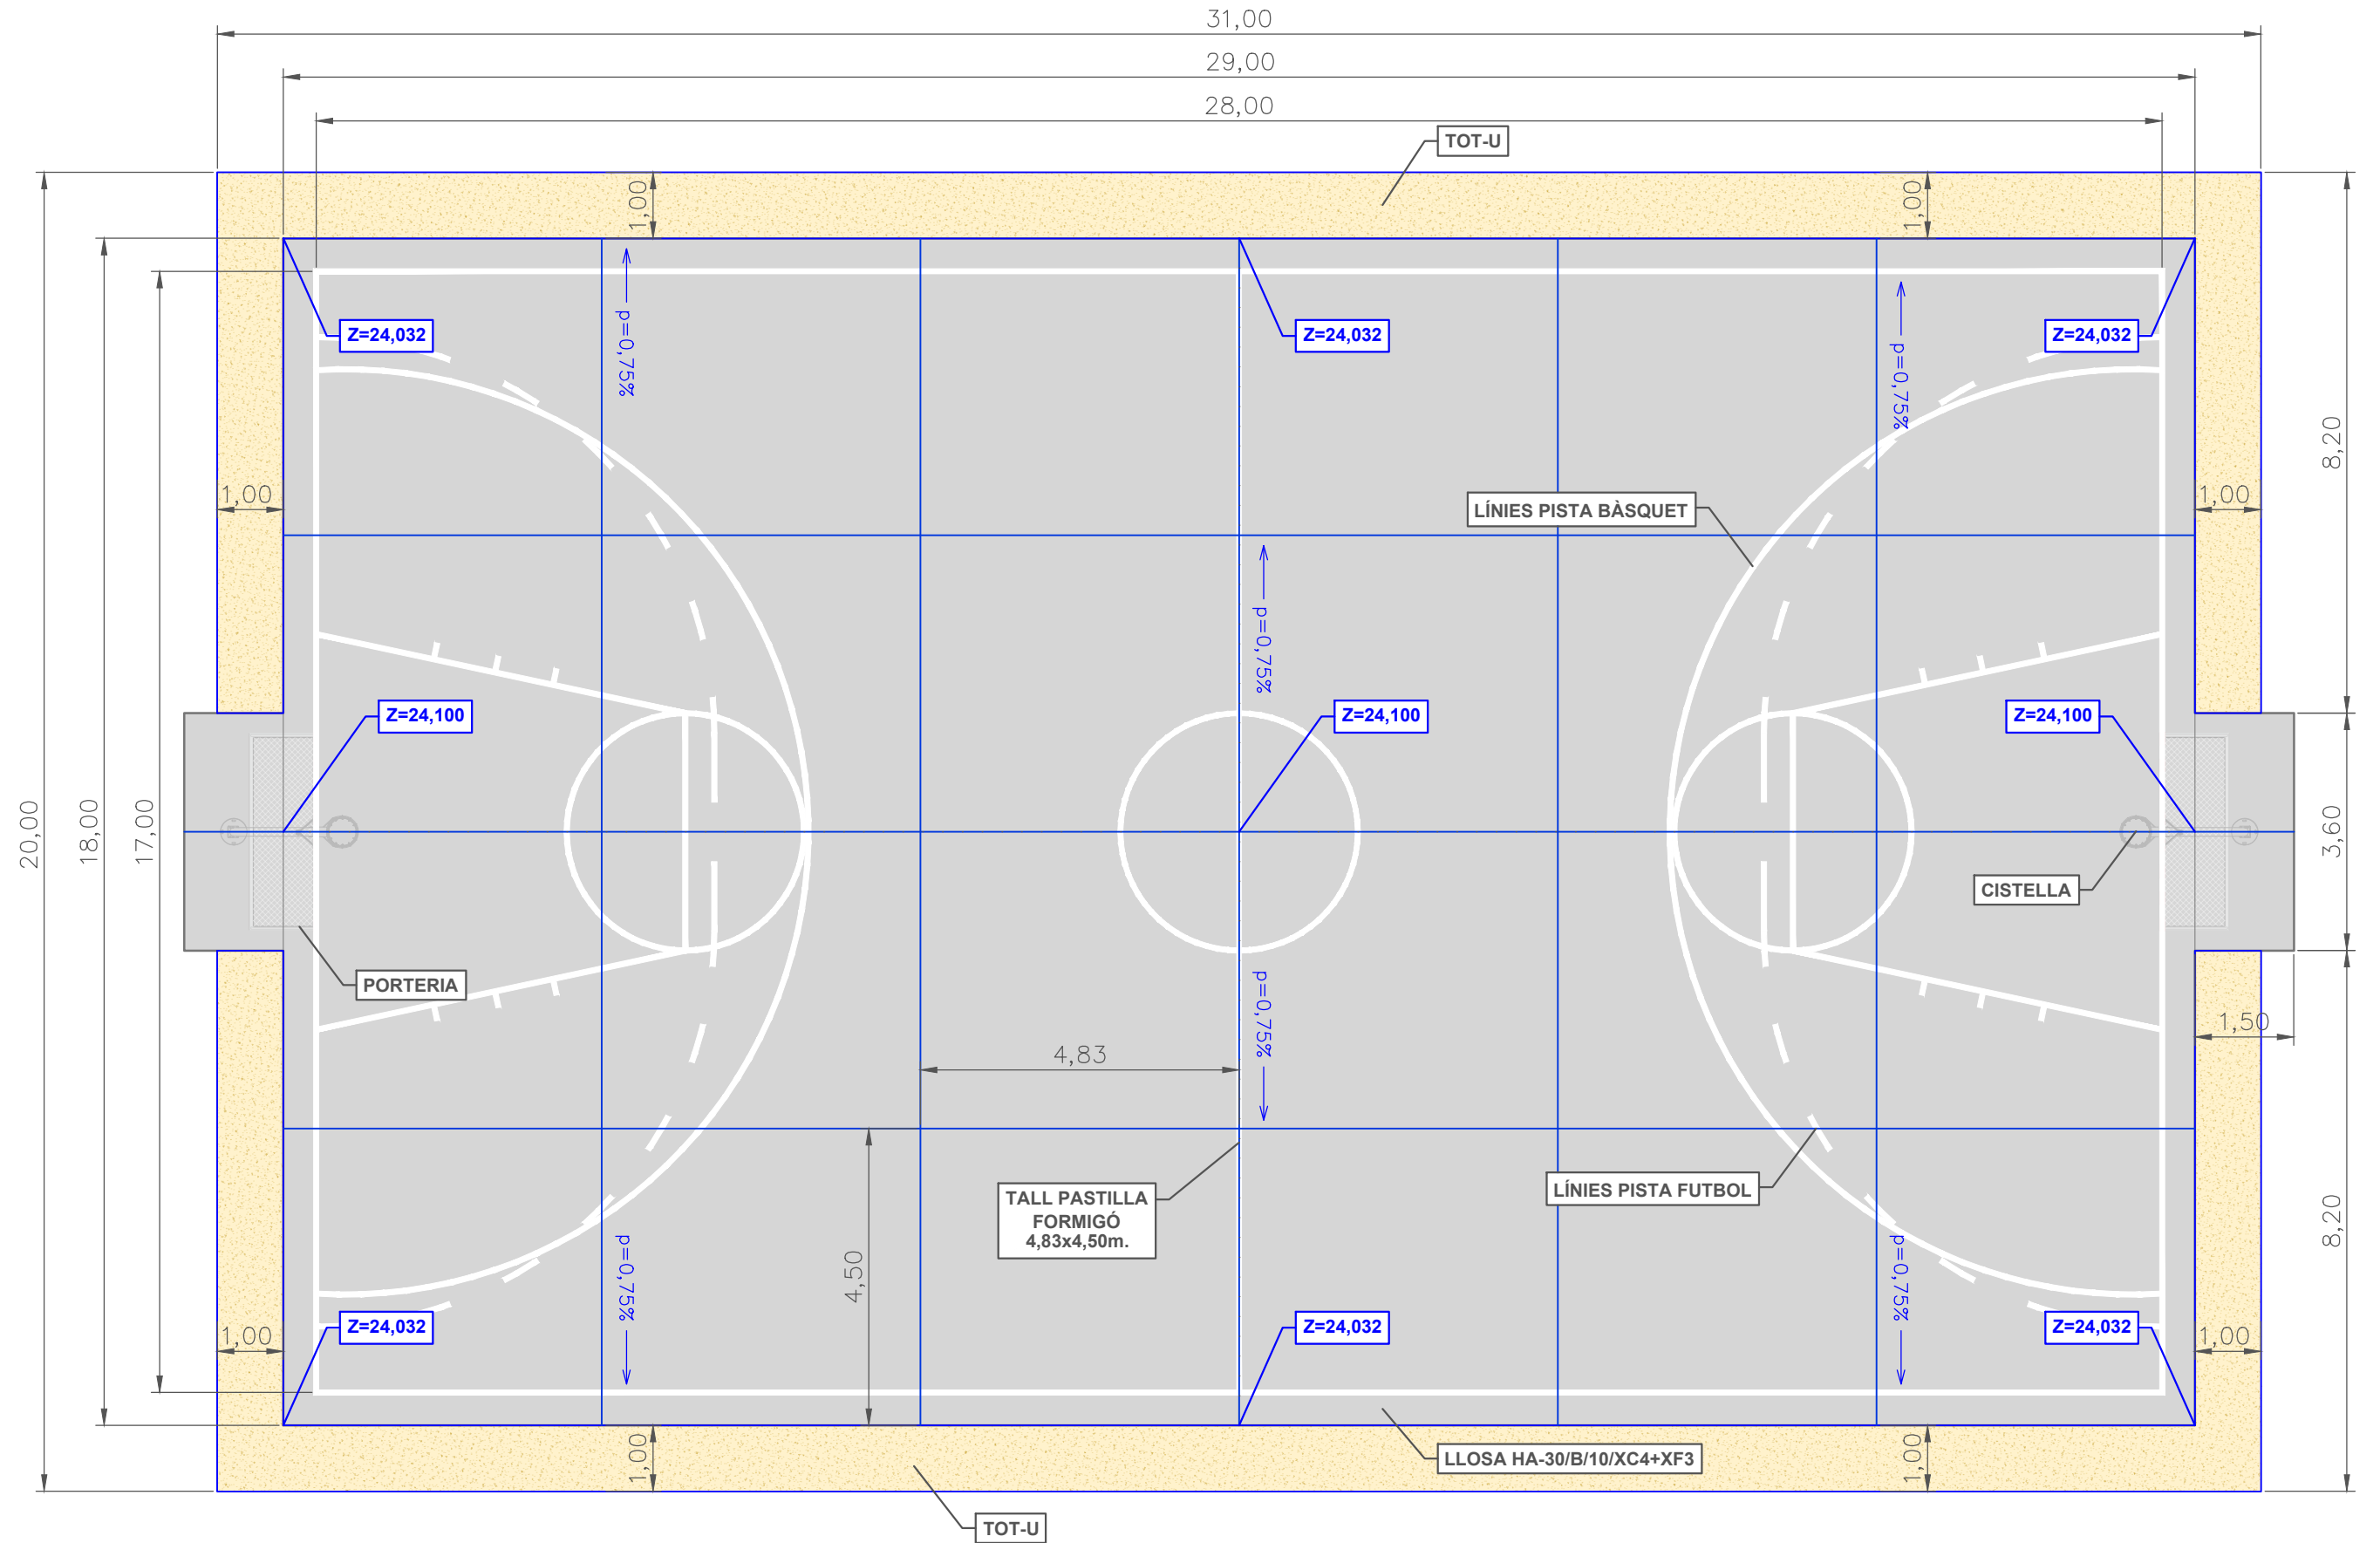 31,00
29,00
28,00
TOT-U
1,00
1,00
p=0,75%
Z=24,032
Z=24,032
Z=24,032
p=0,75%
8,20
1,00
1,00
LÍNIES PISTA BÀSQUET
p=0,75%
Z=24,100
Z=24,100
Z=24,100
20,00
18,00
17,00
3,60
CISTELLA
PORTERIA
p=0,75%
1,50
4,83
TALL PASTILLA
FORMIGÓ
4,83x4,50m.
LÍNIES PISTA FUTBOL
8,20
4,50
p=0,75%
p=0,75%
1,00
Z=24,032
Z=24,032
Z=24,032
1,00
1,00
LLOSA HA-30/B/10/XC4+XF3
1,00
TOT-U